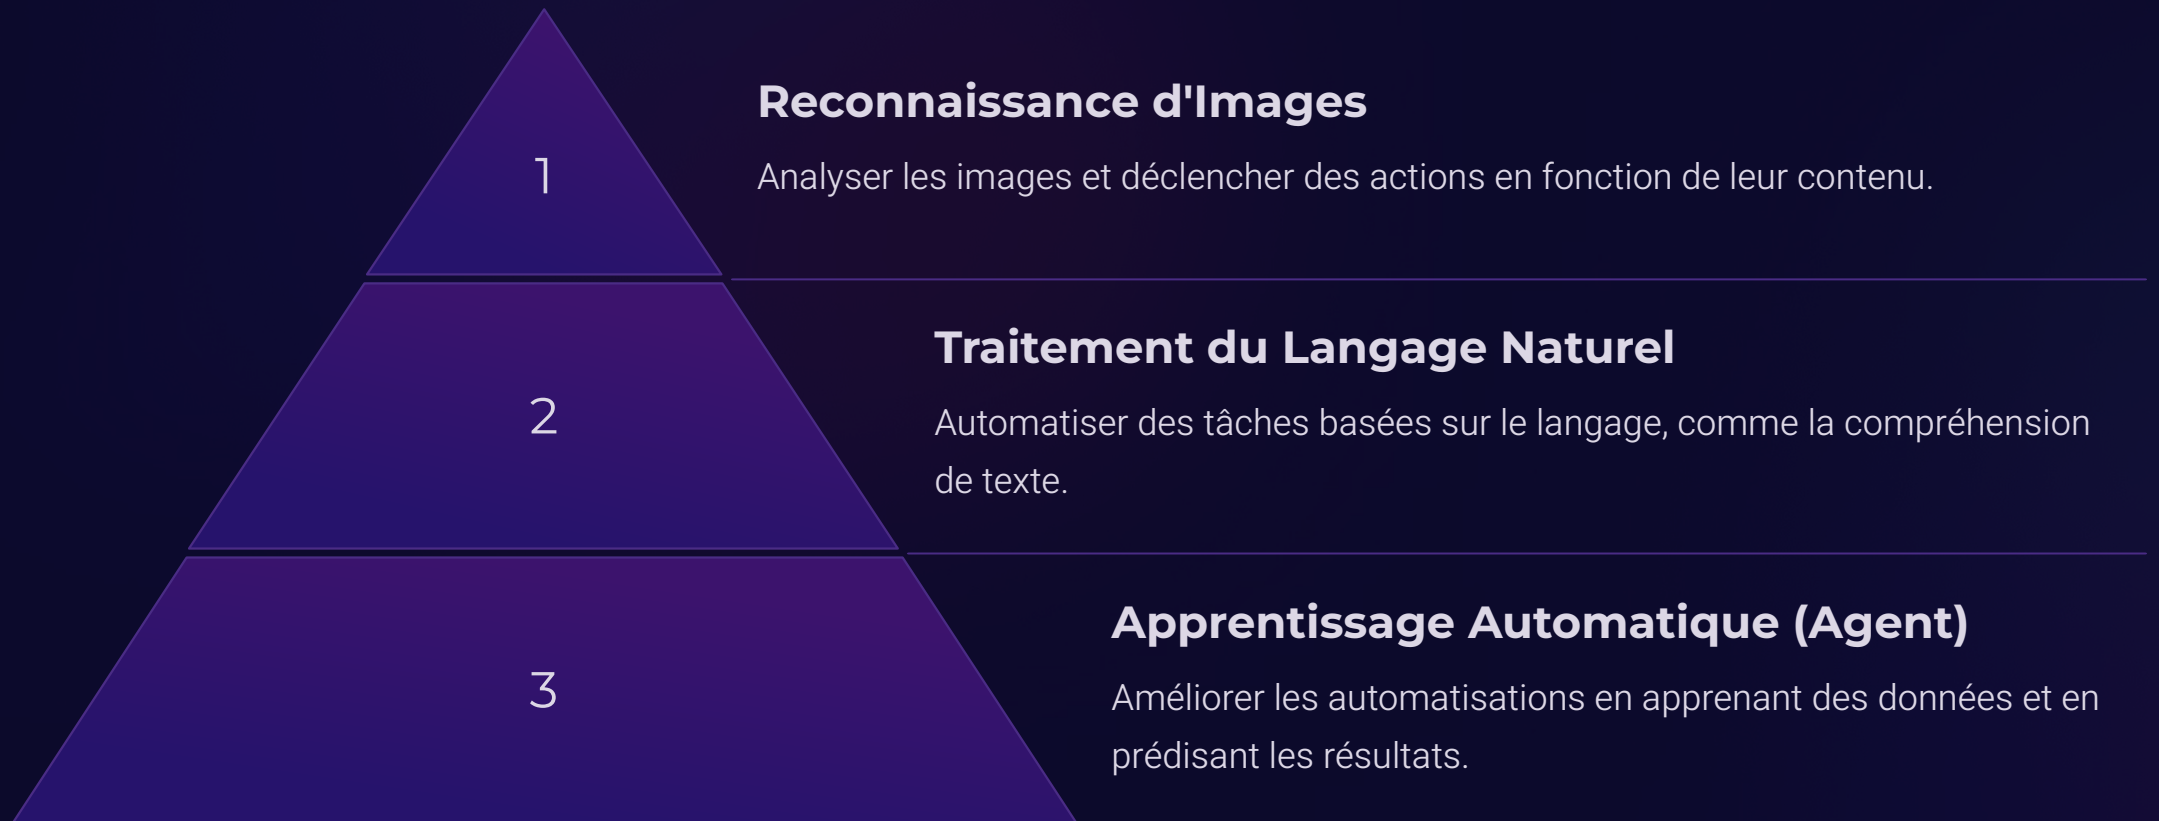 1
Reconnaissance d'Images
Analyser les images et déclencher des actions en fonction de leur contenu.
2
Traitement du Langage Naturel
Automatiser des tâches basées sur le langage, comme la compréhension
de texte.
3
Apprentissage Automatique (Agent)
Améliorer les automatisations en apprenant des données et en
prédisant les résultats.